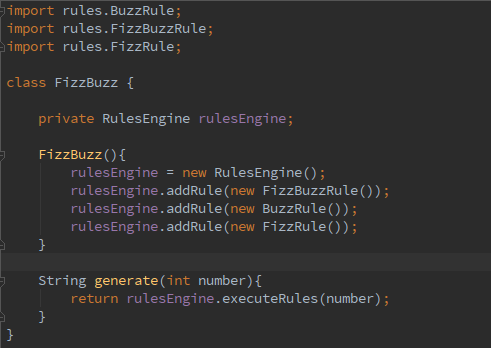 import rules.BuzzRule;
import rules.FizzBuzzRule;
import rules.FizzRule;
class FizzBuzz {
private RulesEngine rulesEngine;
FizzBuzz(){
rulesEngine = new RulesEngine();
rulesEngine.addRule(new FizzBuzzRule());
rulesEngine.addRule(new BuzzRule());
rulesEngine.addRule(new FizzRule());
}
String generate(int number){
return rulesEngine.executeRules(number);
}
}